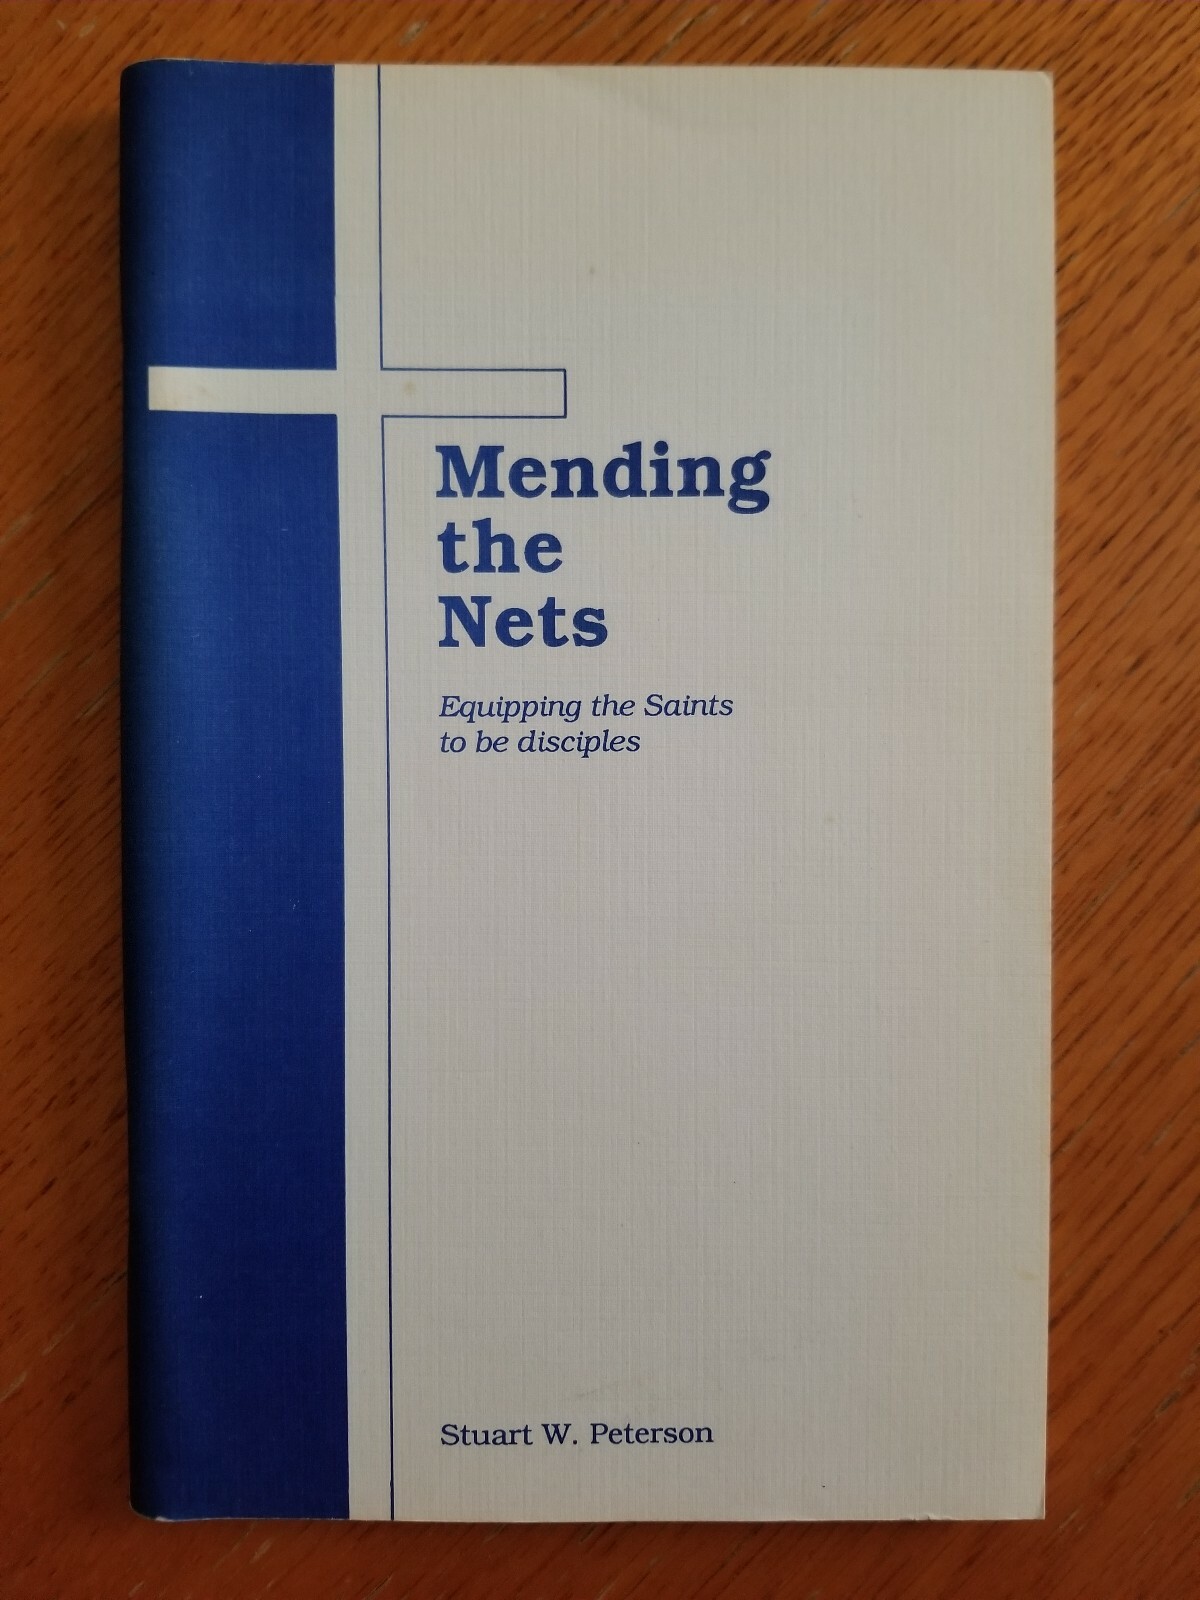 Mending
the
Nets
Equipping the Saints
to be disciples
Stuart W. Peterson